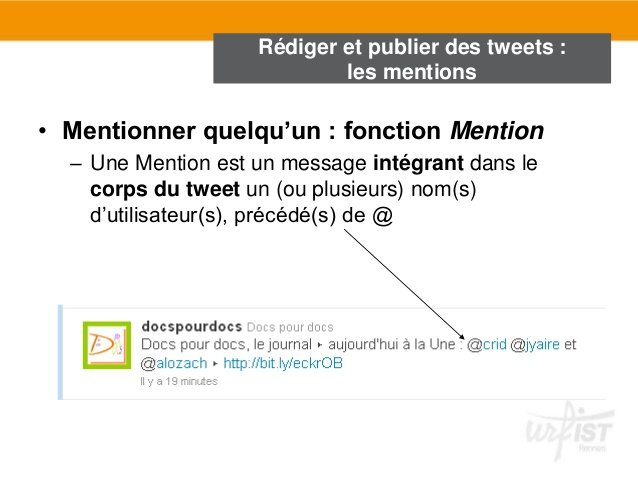 Rédiger et publier des tweets :
les mentions
• Mentionner quelqu’un : fonction Mention
– Une Mention est un message intégrant dans le
corps du tweet un (ou plusieurs) nom(s)
d’utilisateur(s), précédé(s) de @
docspourdocs Docs pour docs
Docs pour docs, le journal ▸ aujourd'hui à la Une : @crid @jyaire et
@alozach ▸ http://bit.ly/eckrOB
Il y a 19 minutes
urfIST
Rennes